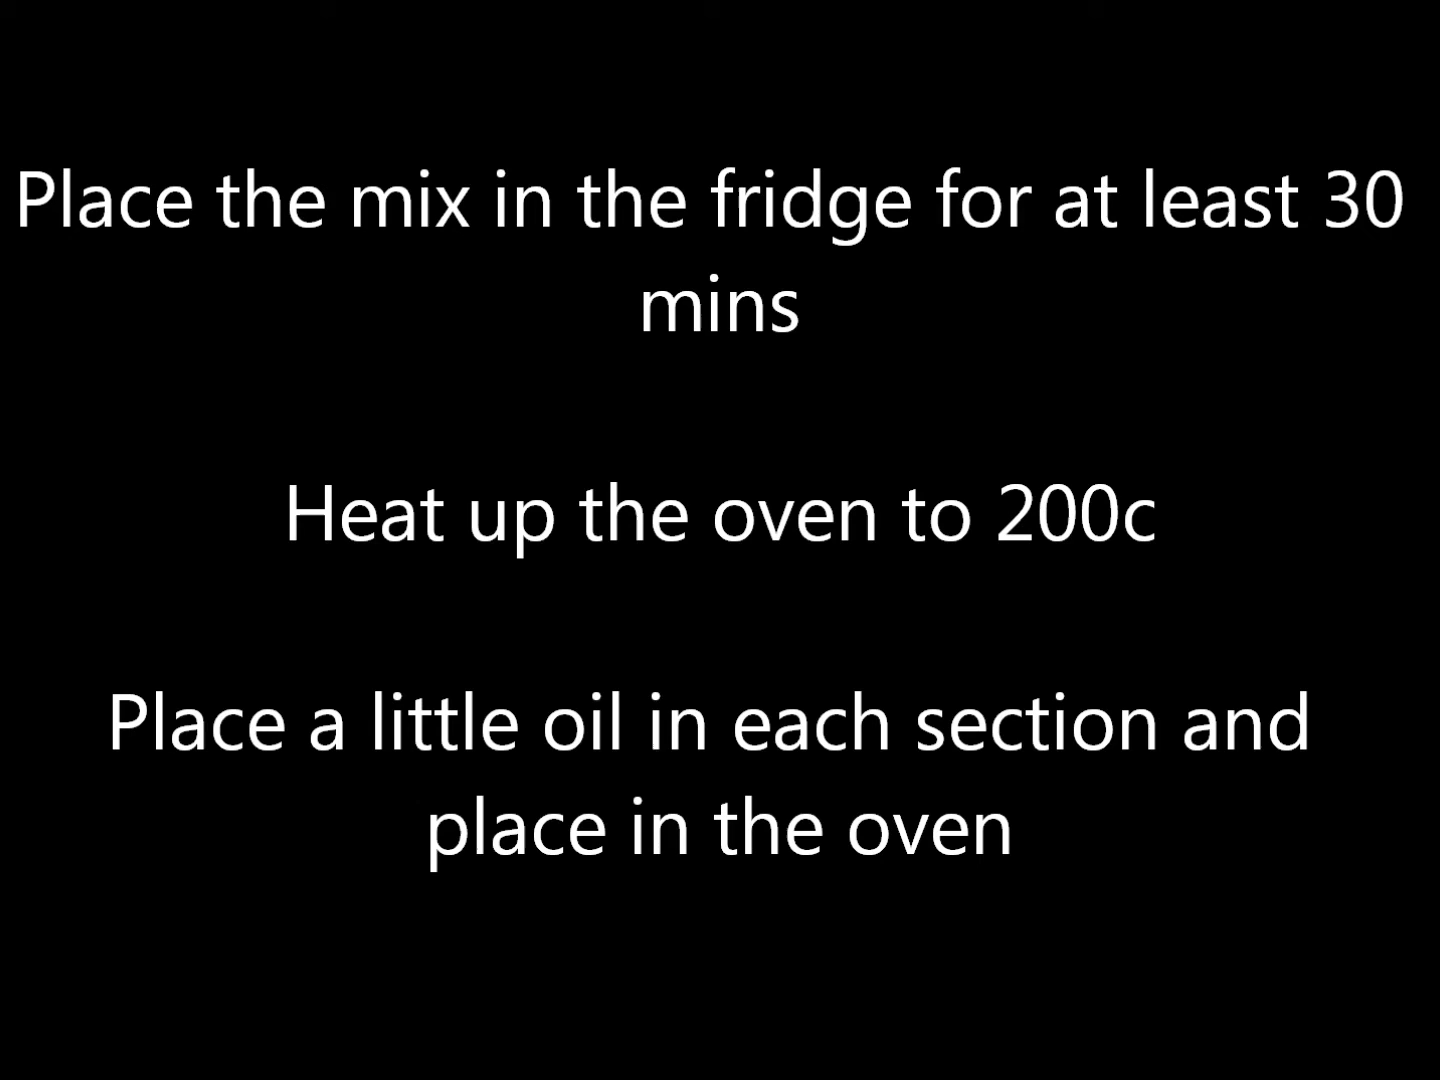 Place the mix in the fridge for at least 30
mins
Heat up the oven to 200c
Place a little oil in each section and
place in the oven